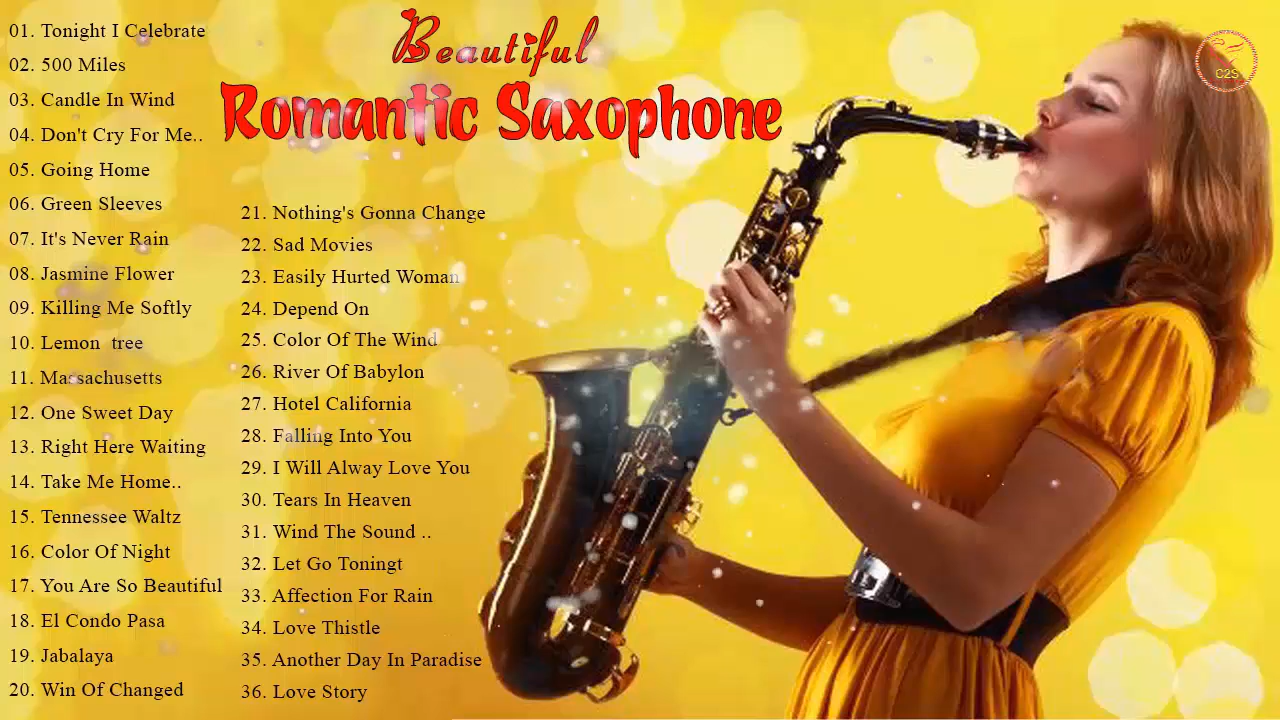 Beautiful
Romantic Saxophone
C2S
01. Tonight I Celebrate
02. 500 Miles
03. Candle In Wind
04. Don't Cry For Me..
05. Going Home
06. Green Sleeves
07. It's Never Rain
08. Jasmine Flower
09. Killing Me Softly
10. Lemon tree
11. Massachusetts
12. One Sweet Day
13. Right Here Waiting
14. Take Me Home..
15. Tennessee Waltz
16. Color Of Night
17. You Are So Beautiful
18. El Condo Pasa
19. Jabalaya
20. Win Of Changed
21. Nothing's Gonna Change
22. Sad Movies
23. Easily Hurted Woman
24. Depend On
25. Color Of The Wind
26. River Of Babylon
27. Hotel California
28. Falling Into You
29. I Will Alway Love You
30. Tears In Heaven
31. Wind The Sound ..
32. Let Go Toningt
33. Affection For Rain
34. Love Thistle
35. Another Day In Paradise
36. Love Story